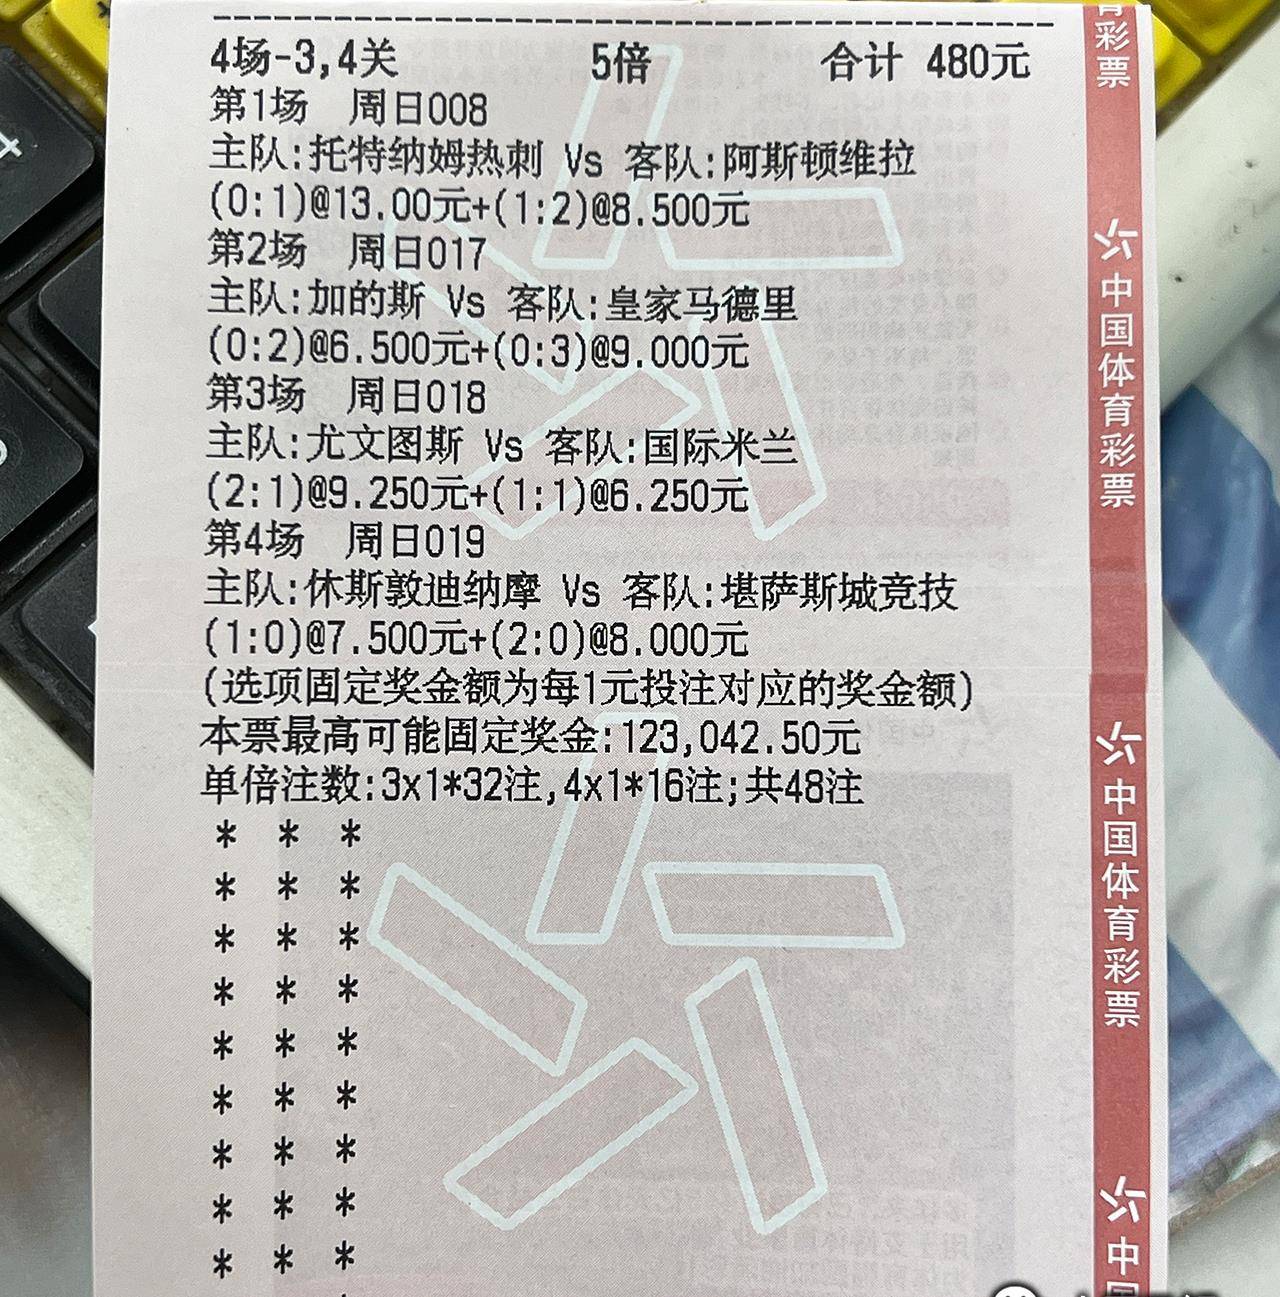 4场-3,4关 5倍 合计 480元
第1场 周日008
主队:托特纳姆热刺 Vs 客队:阿斯顿维拉
(0:1)@13.00元+(1:2)@8.500元
第2场 周日017
主队:加的斯 Vs 客队:皇家马德里
(0:2)@6.500元+(0:3)@9.000元
第3场 周日018
主队:尤文图斯 Vs 客队:国际米兰
(2:1)@9.250元+(1:1)@6.250元
第4场 周日019
主队:休斯敦迪纳摩 Vs 客队:堪萨斯城竞技
(1:0)@7.500元+(2:0)@8.000元
(选项固定奖金额为每1元投注对应的奖金额)
本票最高可能固定奖金:123,042.50元
单倍注数:3x1*32注,4x1*16注;共48注
* * *
* * *
* * *
* * *
* * *
* * *
* * *
* * *
* * *
育彩票
中国体育彩票
中国体育彩票
中国